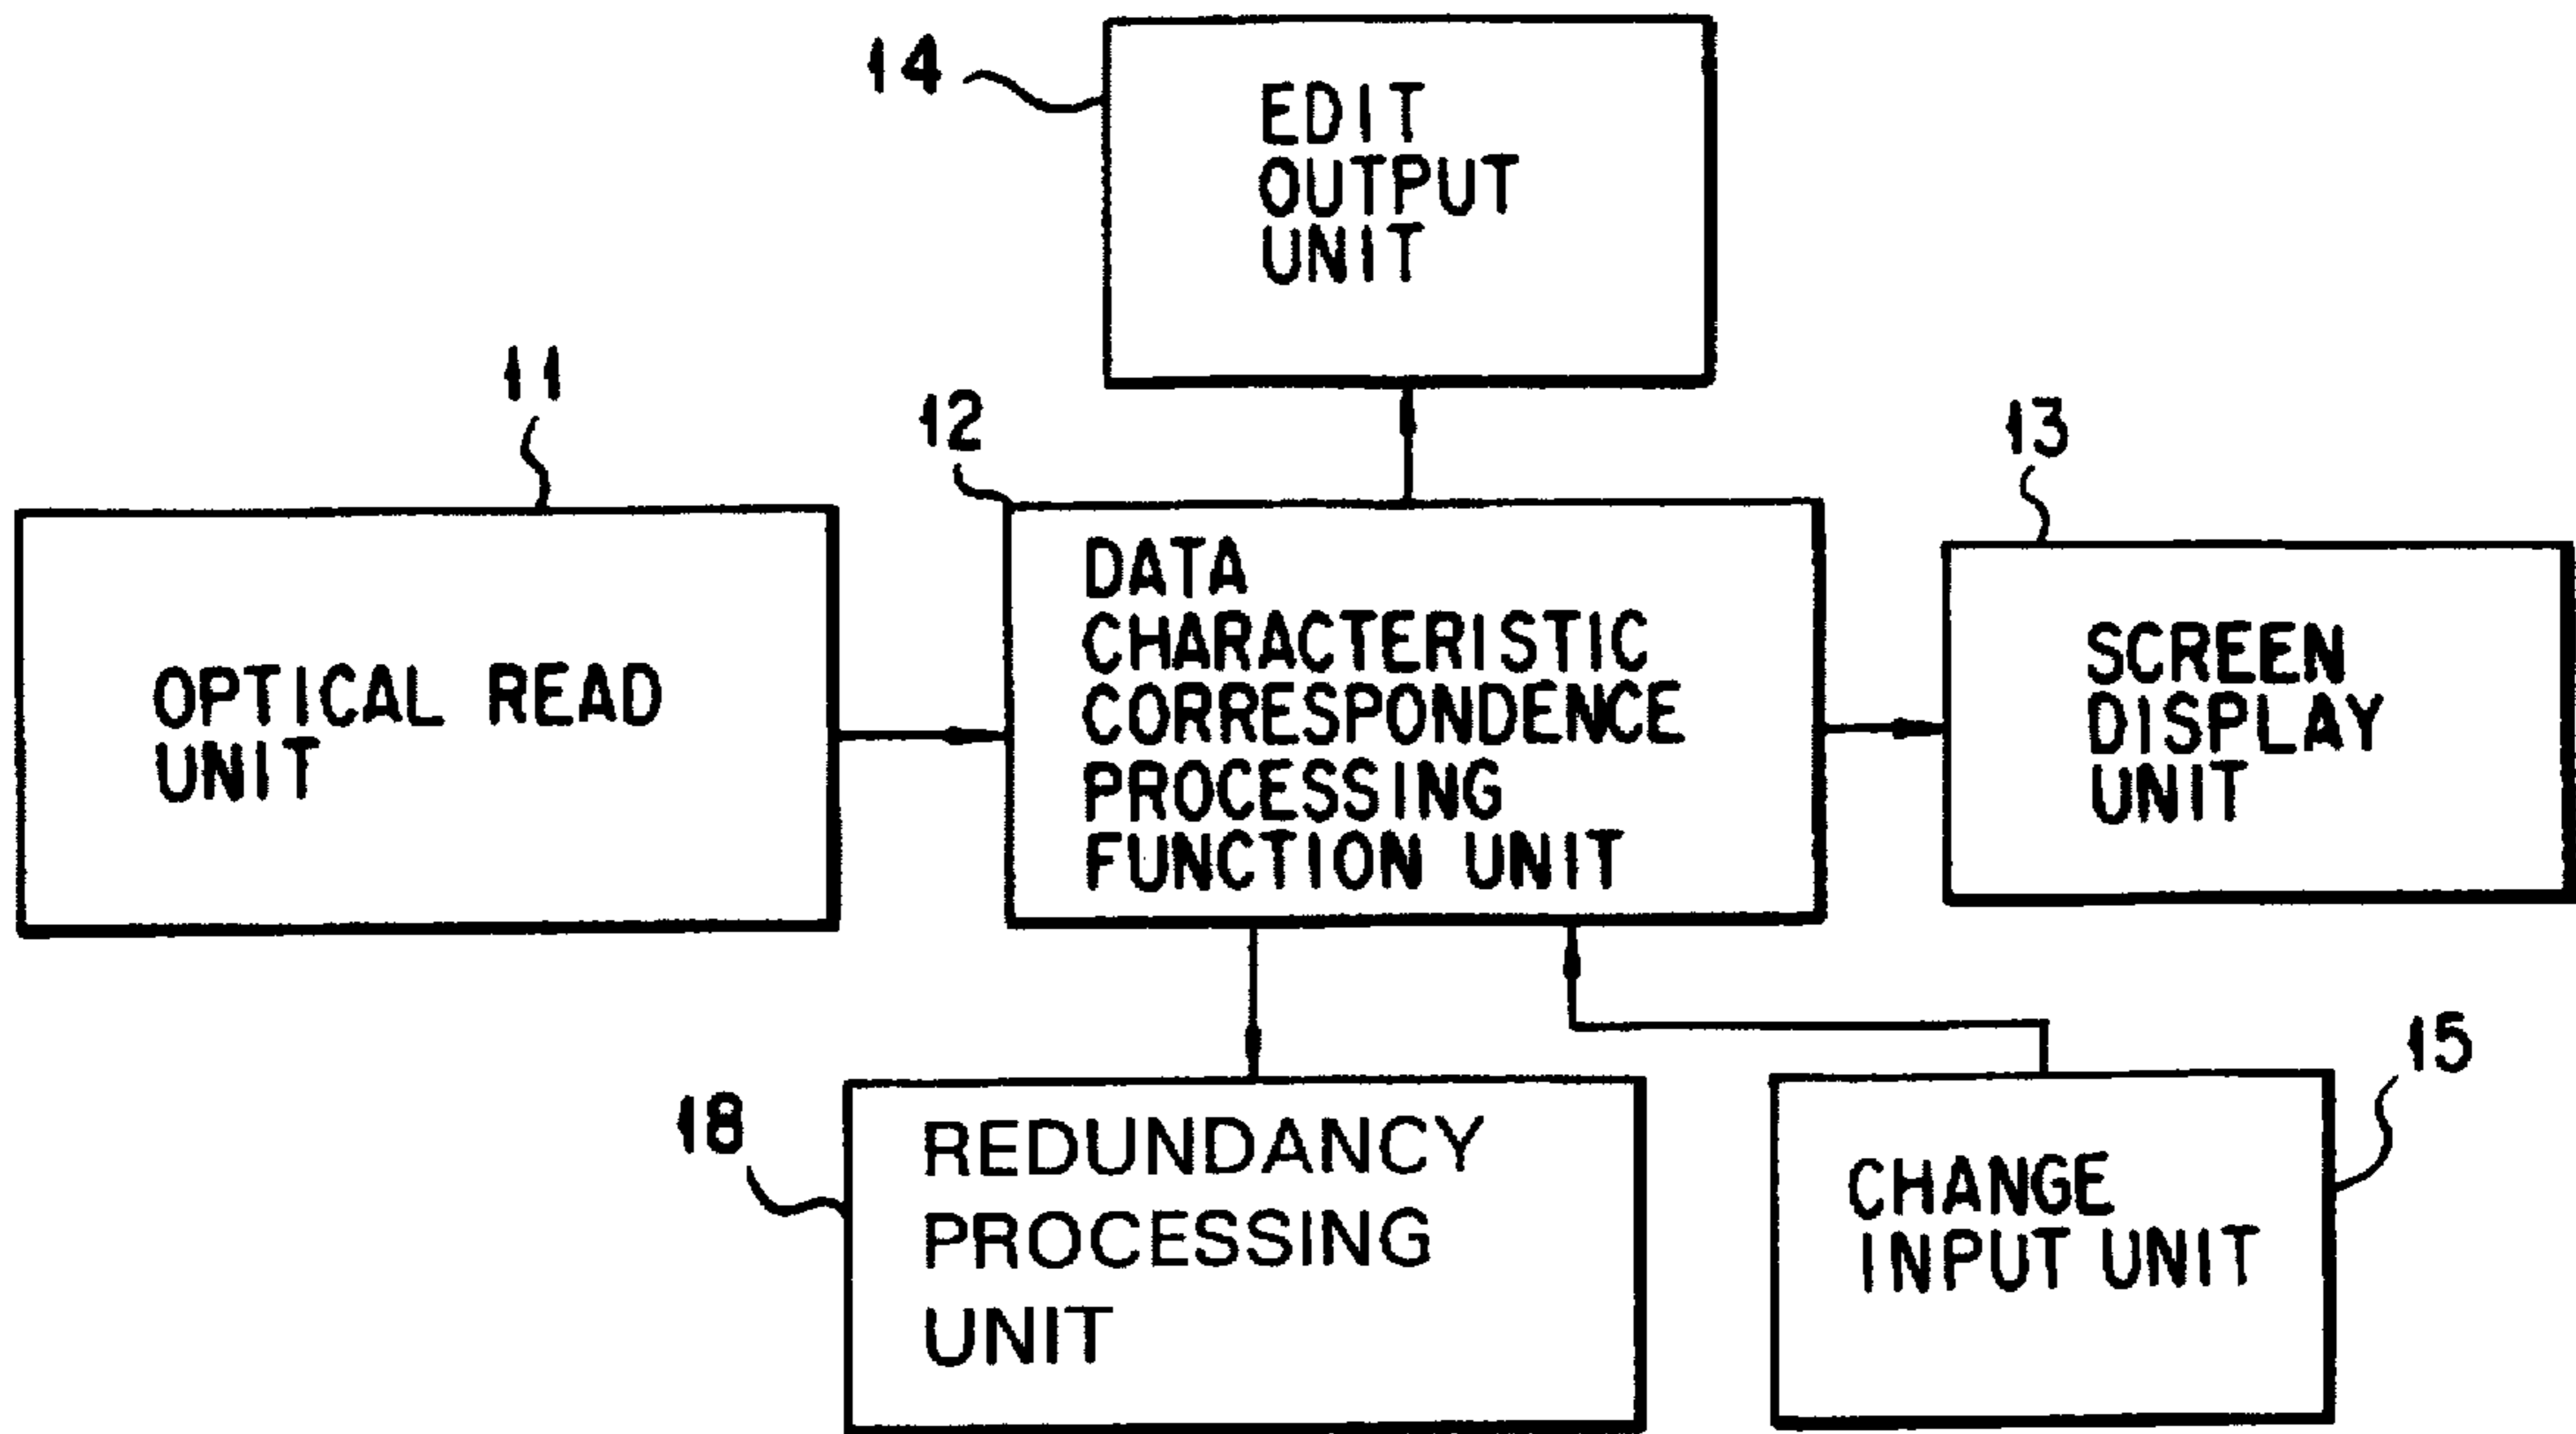 14
EDIT
OUTPUT
UNIT
11
12
13
OPTICAL READ
UNIT
DATA
CHARACTERISTIC
CORRESPONDENCE
PROCESSING
FUNCTION UNIT
SCREEN
DISPLAY
UNIT
18
REDUNDANCY
PROCESSING
UNIT
15
CHANGE
INPUT UNIT